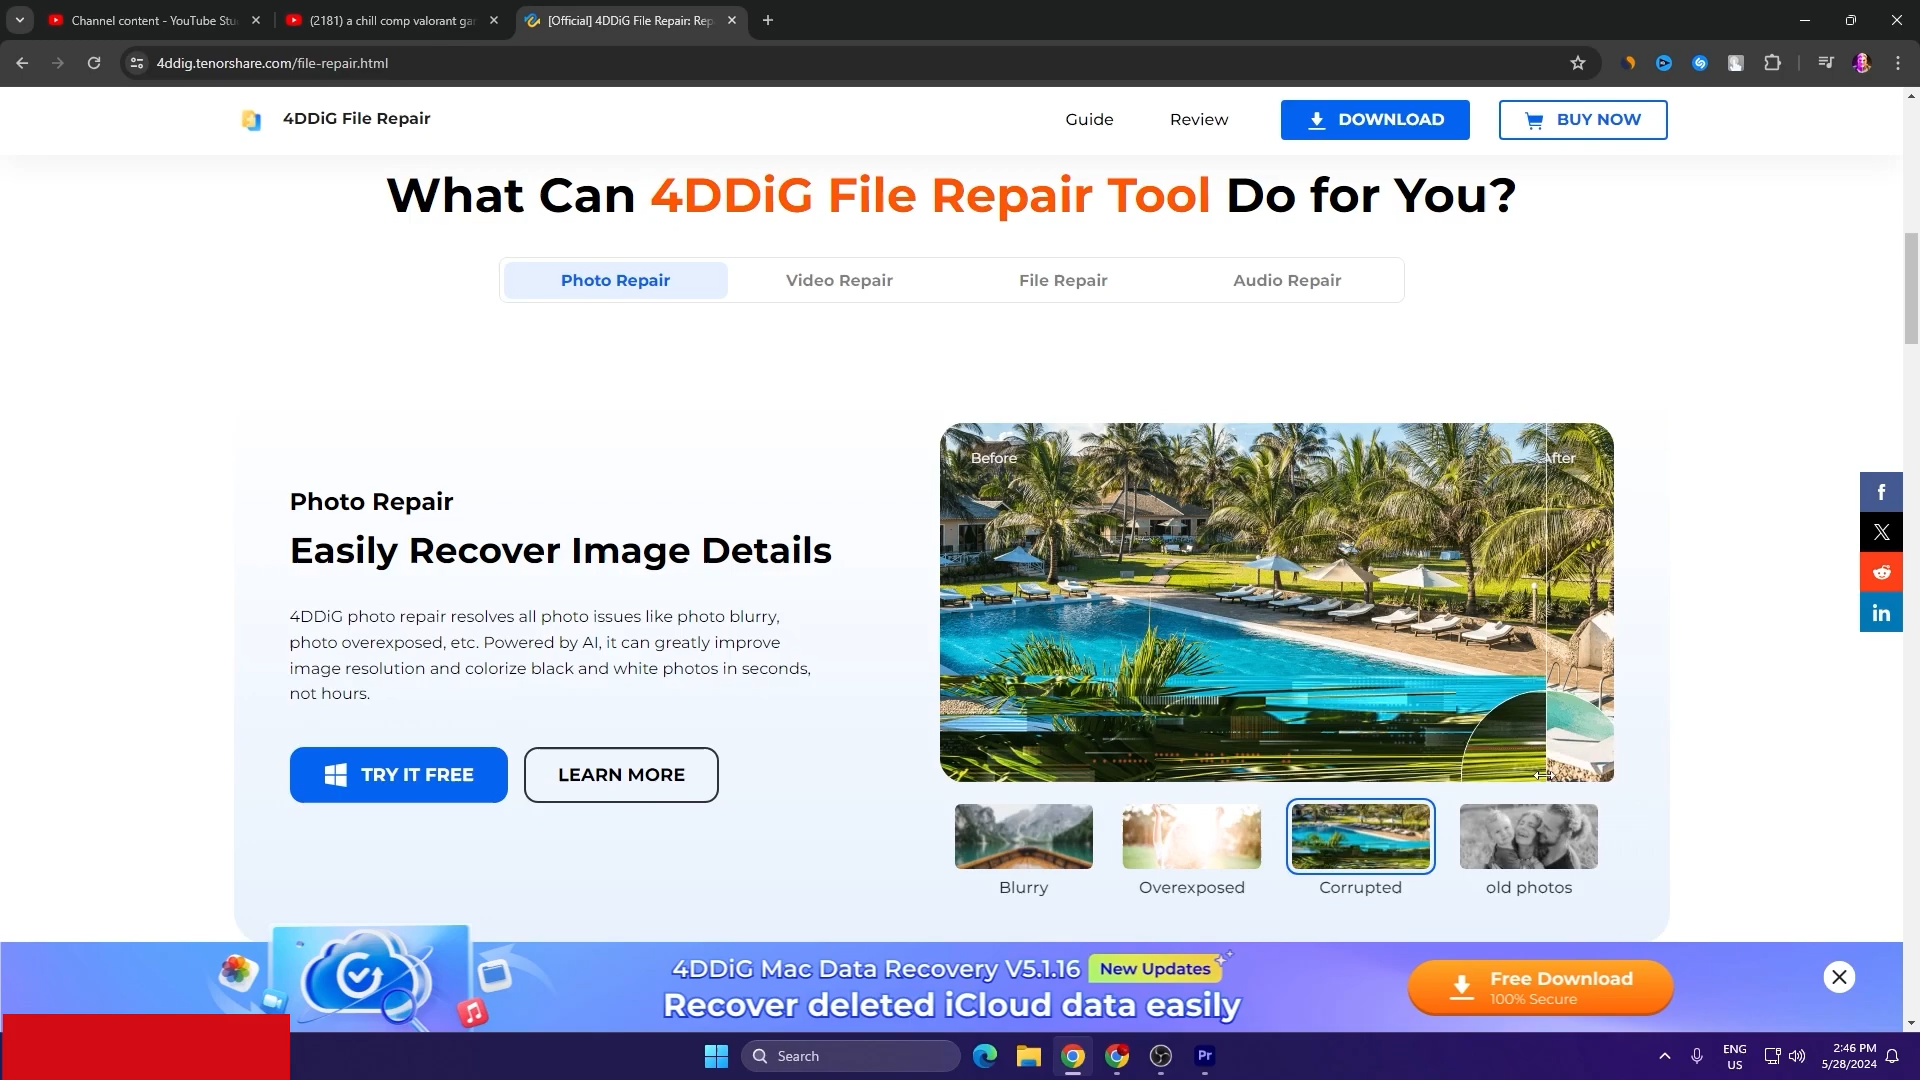 Channel content - YouTube Stu
(2181) a chill comp valorant gar
[Official] 4DDiG File Repair: Rep
4ddig.tenorshare.com/file-repair.html
4DDiG File Repair
Guide
Review
DOWNLOAD
BUY NOW
What Can 4DDiG File Repair Tool Do for You?
Photo Repair
Video Repair
File Repair
Audio Repair
Before
After
Photo Repair
Easily Recover Image Details
4DDiG photo repair resolves all photo issues like photo blurry,
photo overexposed, etc. Powered by AI, it can greatly improve
image resolution and colorize black and white photos in seconds,
not hours.
TRY IT FREE
LEARN MORE
Blurry
Overexposed
Corrupted
old photos
f
X
in
4DDiG Mac Data Recovery V5.1.16 New Updates
Recover deleted iCloud data easily
Free Download
100% Secure
Search
Pr
ENG
US
2:46 PM
5/28/2024